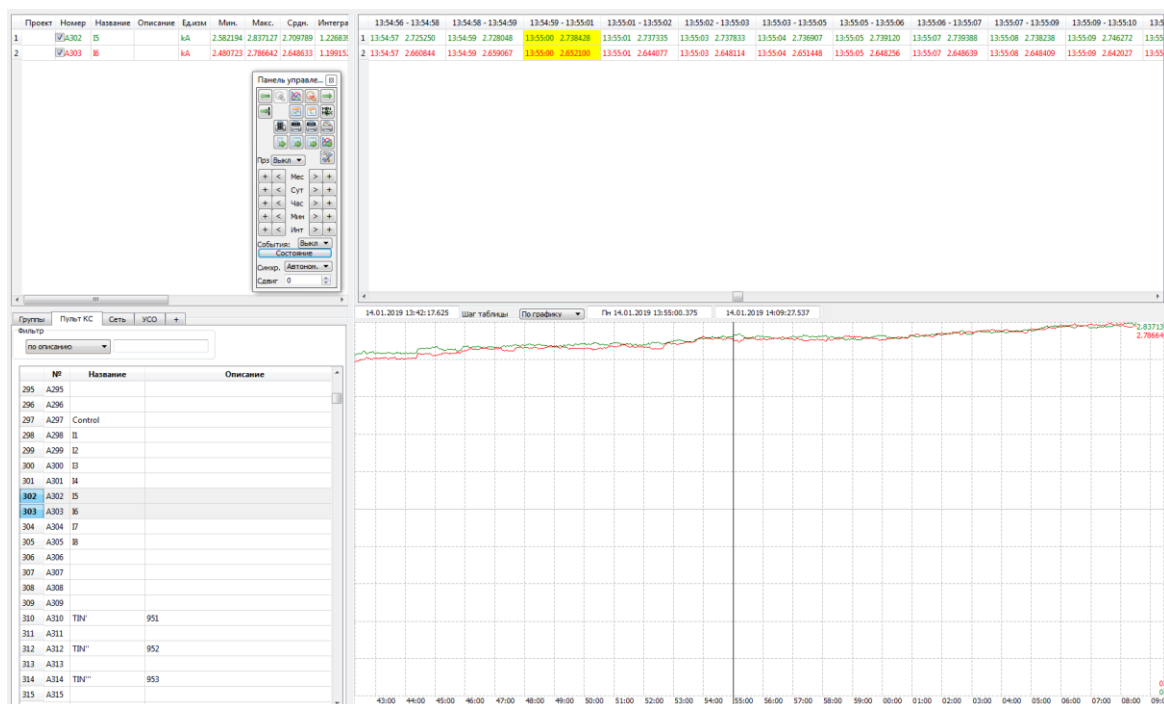 Проект Номер Название Описание Ед.изм Мин. Макс. Срдн. Интегра
1 A302 I5 kA 2.582194 2.837127 2.709789 1.22683
2 A303 I6 kA 2.480723 2.786642 2.648633 1.199152
13:54:56 - 13:54:58 13:54:58 - 13:54:59 13:54:59 - 13:55:01 13:55:01 - 13:55:02 13:55:02 - 13:55:03 13:55:03 - 13:55:05 13:55:05 - 13:55:06 13:55:06 - 13:55:07 13:55:07 - 13:55:09 13:55:09 - 13:55:10 13:5
1 13:54:57 2.725250 13:54:59 2.728048 13:55:00 2.738428 13:55:01 2.737335 13:55:03 2.737833 13:55:04 2.736907 13:55:05 2.739120 13:55:07 2.739388 13:55:08 2.738238 13:55:09 2.746272 13:55
2 13:54:57 2.660844 13:54:59 2.659067 13:55:00 2.652100 13:55:01 2.644077 13:55:03 2.648114 13:55:04 2.651448 13:55:05 2.648256 13:55:07 2.648639 13:55:08 2.648409 13:55:09 2.642027 13:55
Панель управле...
MIN
MAX
Прз Выкл.
+ < Мес > +
+ < Сут > +
+ < Час > +
+ < Мин > +
+ < Инт > +
События: Выкл
Состояние
Синхр. Автоном.
Сдвиг 0
Группы Пульт КС Сеть УСО +
Фильтр
по описанию
№ Название Описание
295 A295
296 A296
297 A297 Control
298 A298 I1
299 A299 I2
300 A300 I3
301 A301 I4
302 A302 I5
303 A303 I6
304 A304 I7
305 A305 I8
306 A306
307 A307
308 A308
309 A309
310 A310 TIN' 951
311 A311
312 A312 TIN'' 952
313 A313
314 A314 TIN''' 953
315 A315
14.01.2019 13:42:17.625 Шаг таблицы По графику Пн 14.01.2019 13:55:00.375 14.01.2019 14:09:27.537
2.83713
2.78664
0
0
43:00 44:00 45:00 46:00 47:00 48:00 49:00 50:00 51:00 52:00 53:00 54:00 55:00 56:00 57:00 58:00 59:00 00:00 01:00 02:00 03:00 04:00 05:00 06:00 07:00 08:00 09:0